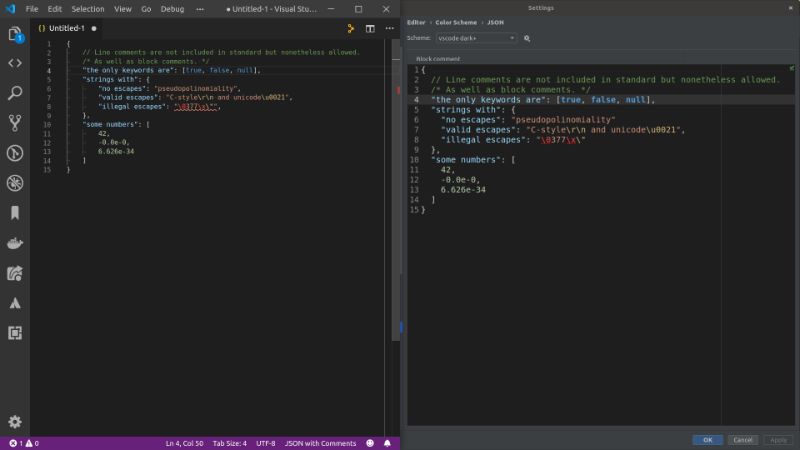 File Edit Selection View Go Debug ··· ● Untitled-1 - Visual Stu...
{} Untitled-1 ●
1 {
2 // Line comments are not included in standard but nonetheless allowed.
3 /* As well as block comments. */
4 "the only keywords are": [true, false, null],
5 "strings with": {
6 "no escapes": "pseudopolinomiality",
7 "valid escapes": "C-style\r\n and unicode\u0021",
8 "illegal escapes": "\0377\x\"",
9 },
10 "some numbers": [
11 42,
12 -0.0e-0,
13 6.626e-34
14 ]
15 }
1
1 0 Ln 4, Col 50 Tab Size: 4 UTF-8 JSON with Comments
Settings
Editor › Color Scheme › JSON
Scheme: vscode dark+
Block comment
1 {
2 // Line comments are not included in standard but nonetheless allowed.
3 /* As well as block comments. */
4 "the only keywords are": [true, false, null],
5 "strings with": {
6 "no escapes": "pseudopolinomiality"
7 "valid escapes": "C-style\r\n and unicode\u0021",
8 "illegal escapes": "\0377\x\"
9 },
10 "some numbers": [
11 42,
12 -0.0e-0,
13 6.626e-34
14 ]
15 }
OK Cancel Apply